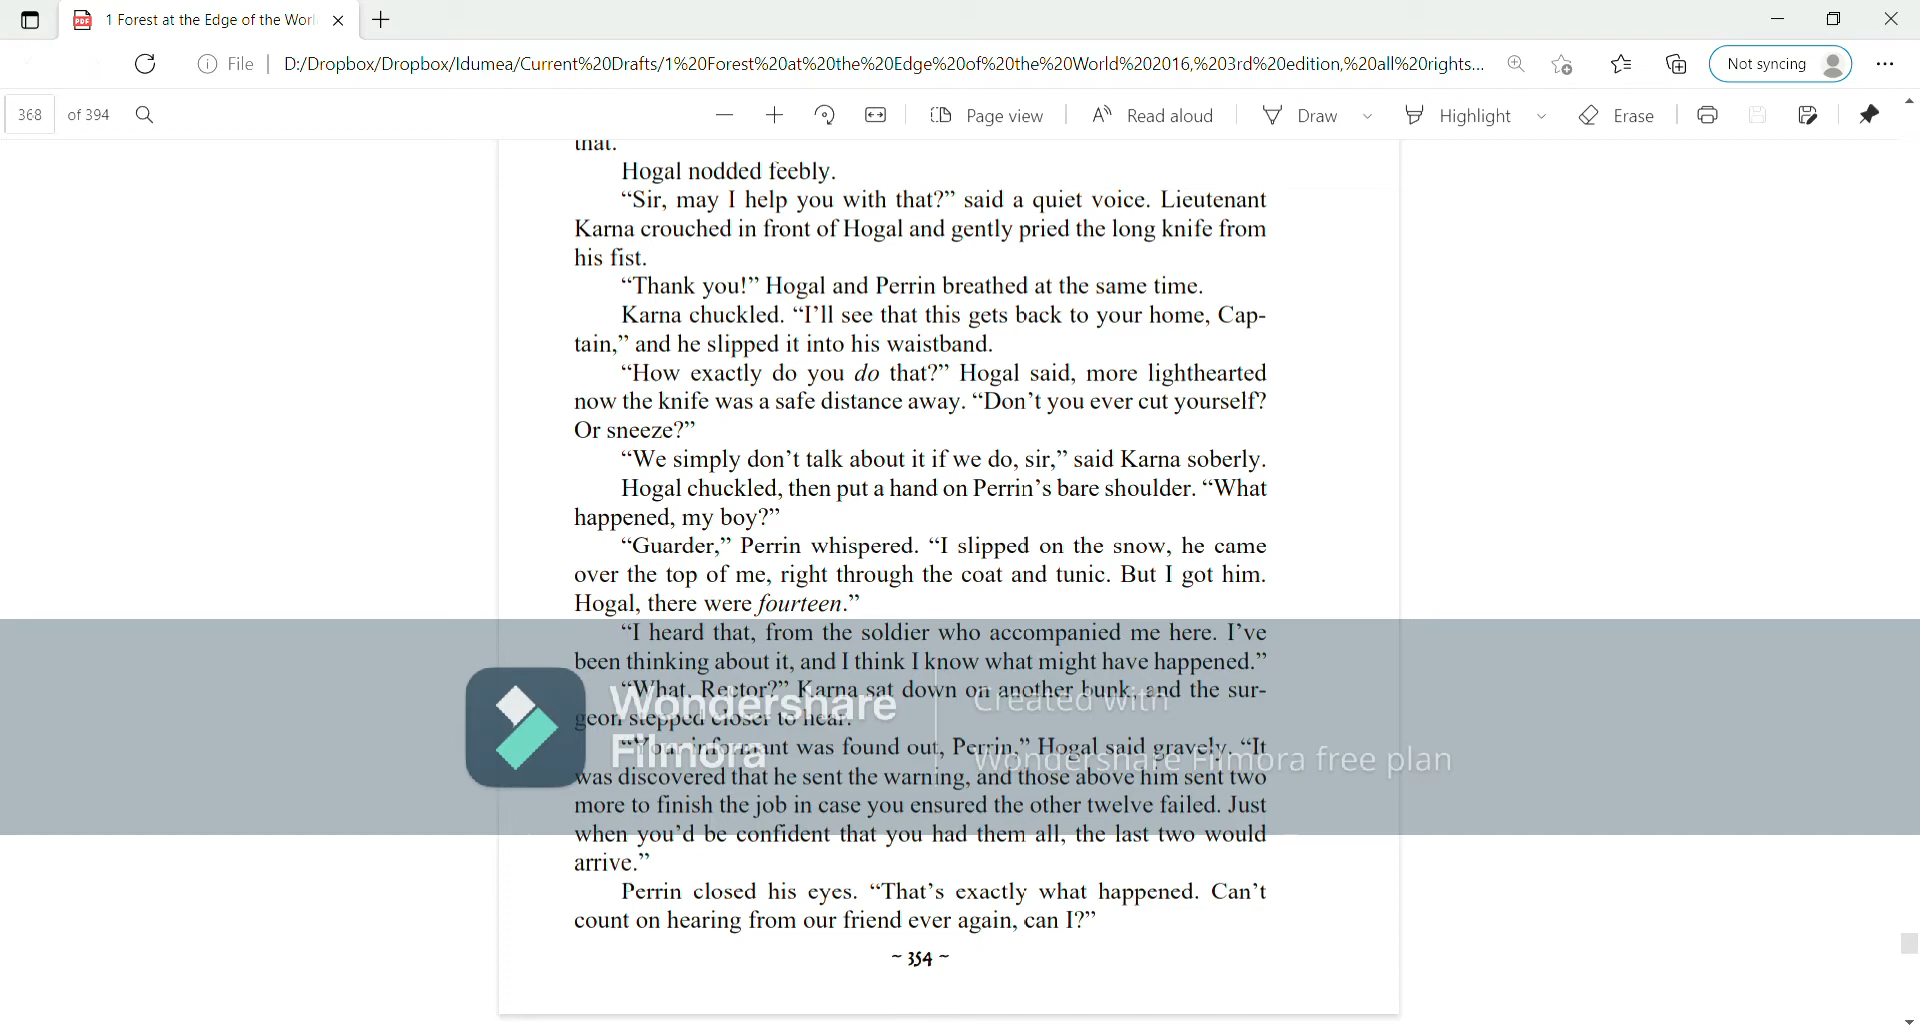 1 Forest at the Edge of the Worl
File
D:/Dropbox/Dropbox/Idumea/Current%20Drafts/1%20Forest%20at%20the%20Edge%20of%20the%20World%202016,%203rd%20edition,%20all%20rights...
Not syncing
368 of 394
Page view
Read aloud
Draw
Highlight
Erase
that.
Hogal nodded feebly.
“Sir, may I help you with that?” said a quiet voice. Lieutenant
Karna crouched in front of Hogal and gently pried the long knife from
his fist.
“Thank you!” Hogal and Perrin breathed at the same time.
Karna chuckled. “I’ll see that this gets back to your home, Cap-
tain,” and he slipped it into his waistband.
“How exactly do you do that?” Hogal said, more lighthearted
now the knife was a safe distance away. “Don’t you ever cut yourself?
Or sneeze?”
“We simply don’t talk about it if we do, sir,” said Karna soberly.
Hogal chuckled, then put a hand on Perrin’s bare shoulder. “What
happened, my boy?”
“Guarder,” Perrin whispered. “I slipped on the snow, he came
over the top of me, right through the coat and tunic. But I got him.
Hogal, there were fourteen.”
“I heard that, from the soldier who accompanied me here. I’ve
been thinking about it, and I think I know what might have happened.”
“What, Rector?” Karna sat down on another bunk, and the sur-
geon stepped closer to hear.
“Your informant was found out, Perrin,” Hogal said gravely. “It
was discovered that he sent the warning, and those above him sent two
more to finish the job in case you ensured the other twelve failed. Just
when you’d be confident that you had them all, the last two would
arrive.”
Perrin closed his eyes. “That’s exactly what happened. Can’t
count on hearing from our friend ever again, can I?”
~ 354 ~
Wondershare
Filmora
Created with
Wondershare Filmora free plan